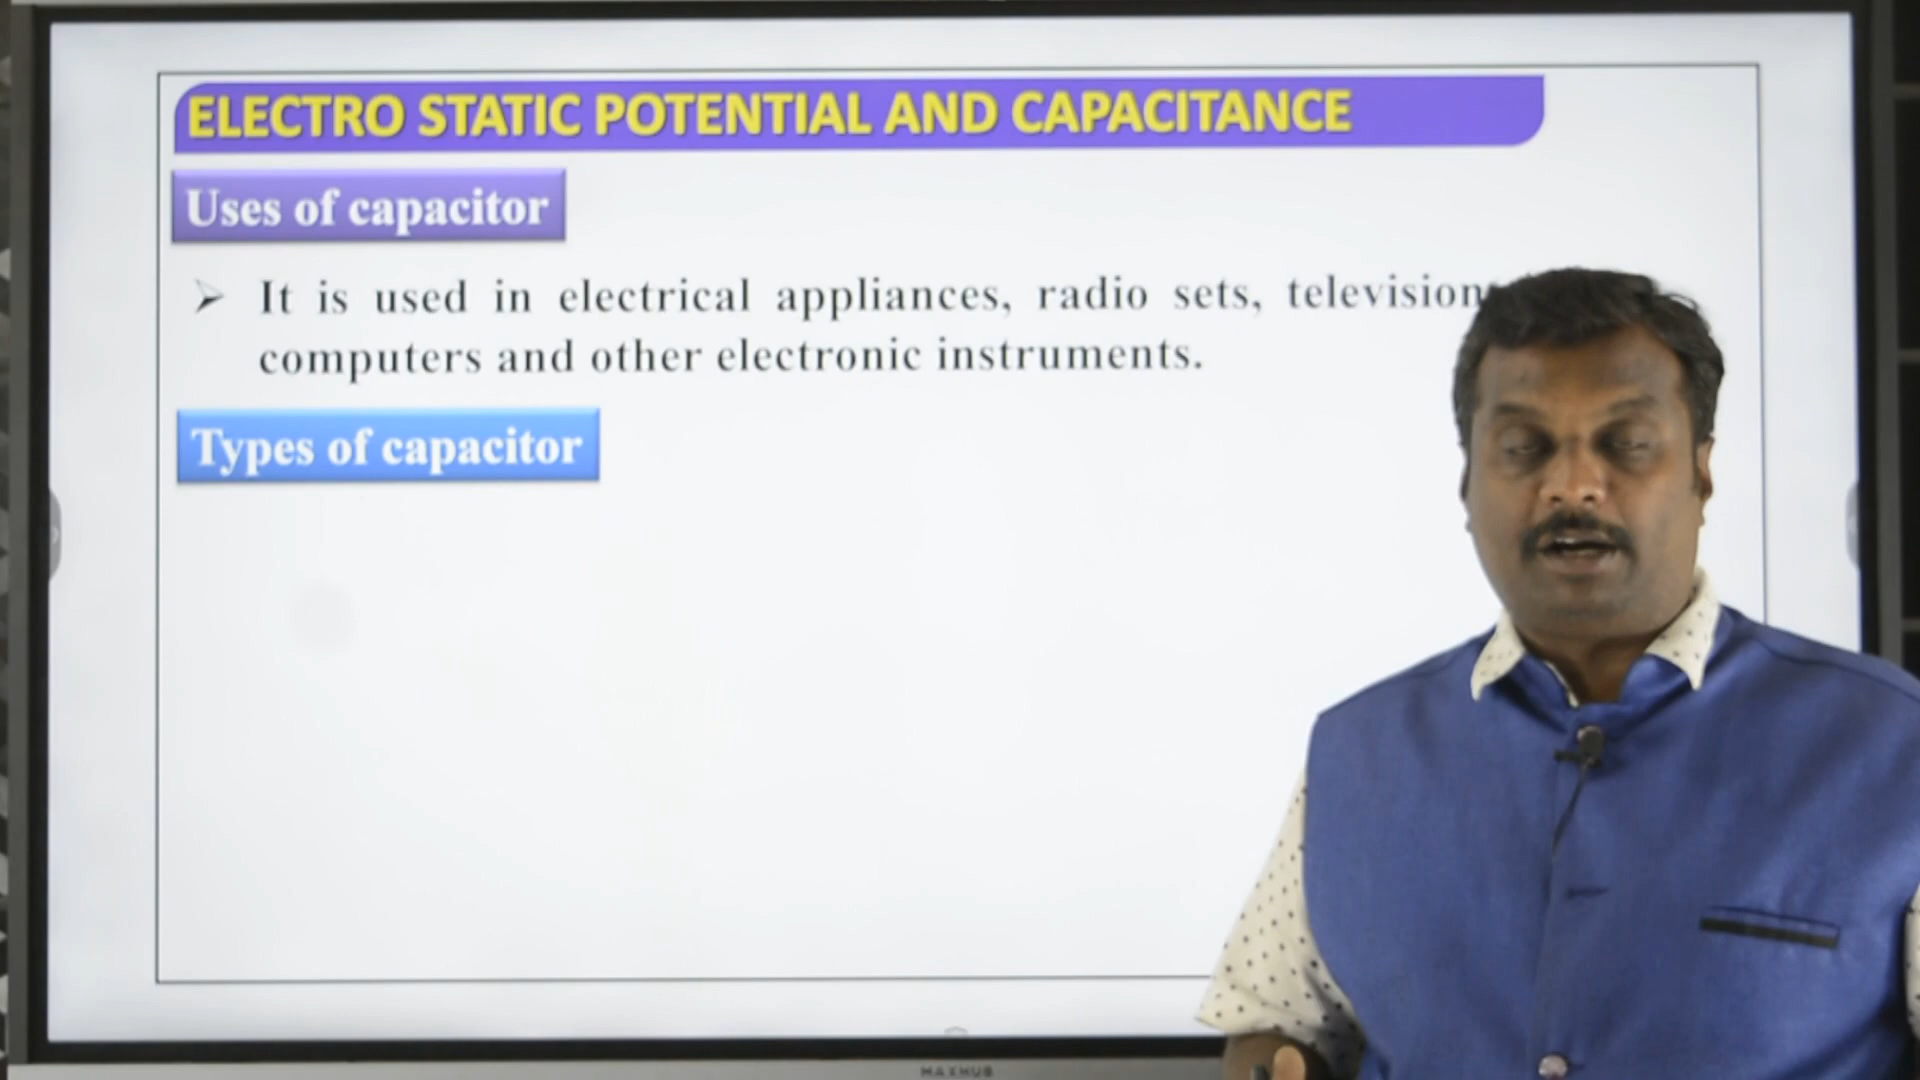 ELECTRO STATIC POTENTIAL AND CAPACITANCE
Uses of capacitor
It is used in electrical appliances, radio sets, television
computers and other electronic instruments.
Types of capacitor
MAXHUB